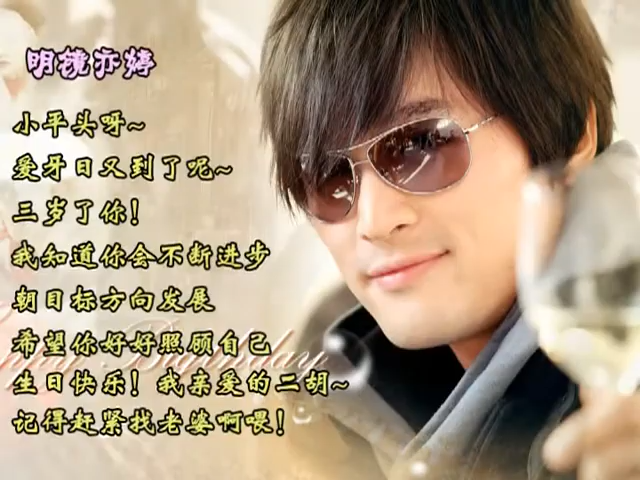 明镜亦婷
小平头呀~
爱牙日又到了呢~
三岁了你!
我知道你会不断进步
朝目标方向发展
希望你好好照顾自己
Happy Birthday
生日快乐! 我亲爱的二胡~
记得赶紧找老婆啊喂!